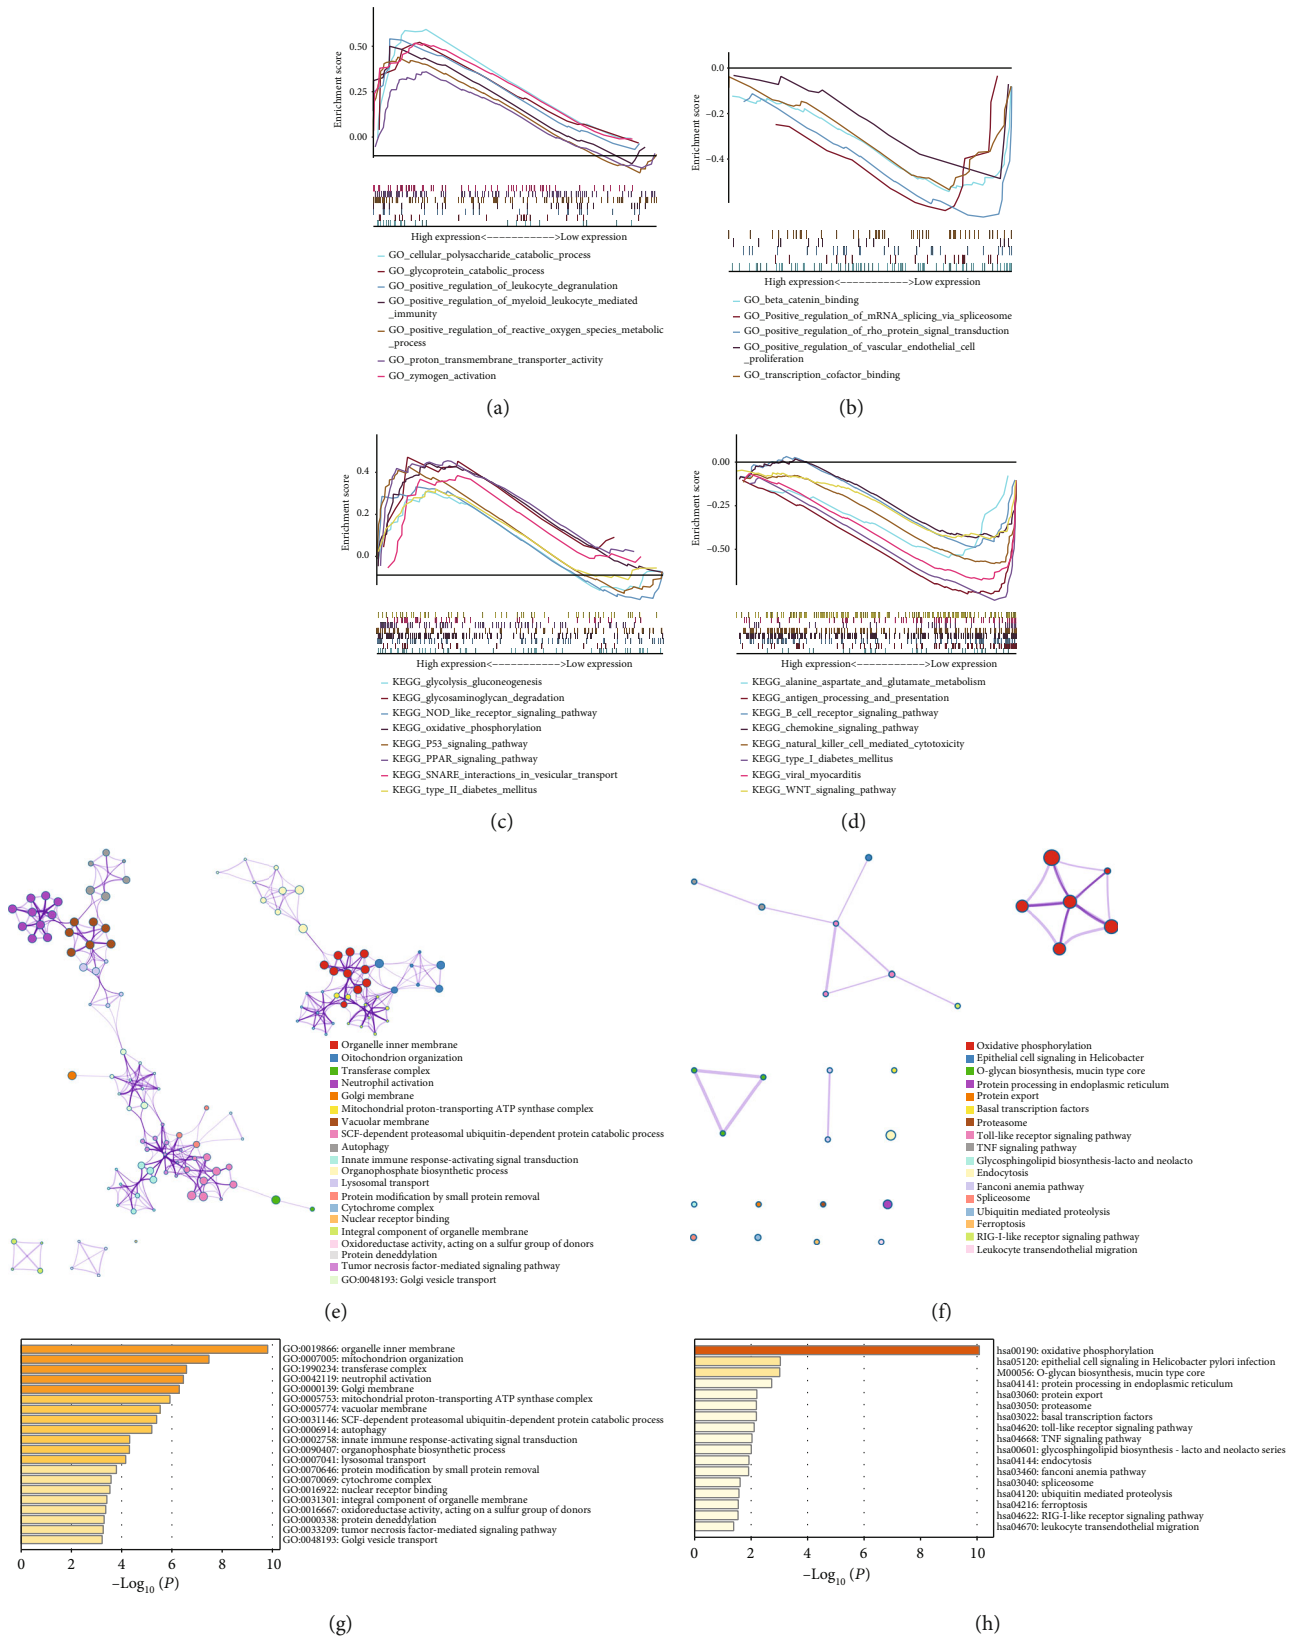 Enrichment score
0.50
0.25
0.00
High expression<----------->Low expression
GO_cellular_polysaccharide_catabolic_process
GO_glycoprotein_catabolic_process
GO_positive_regulation_of_leukocyte_degranulation
GO_positive_regulation_of_myeloid_leukocyte_mediated
_immunity
GO_positive_regulation_of_reactive_oxygen_species_metabolic
_process
GO_proton_transmembrane_transporter_activity
GO_zymogen_activation
(a)
Enrichment score
0.0
−0.2
−0.4
High expression<----------->Low expression
GO_beta_catenin_binding
GO_Positive_regulation_of_mRNA_splicing_via_spliceosome
GO_positive_regulation_of_rho_protein_signal_transduction
GO_positive_regulation_of_vascular_endothelial_cell
_proliferation
GO_transcription_cofactor_binding
(b)
Enrichment score
0.4
0.2
0.0
High expression<----------->Low expression
KEGG_glycolysis_gluconeogenesis
KEGG_glycosaminoglycan_degradation
KEGG_NOD_like_receptor_signaling_pathway
KEGG_oxidative_phosphorylation
KEGG_P53_signaling_pathway
KEGG_PPAR_signaling_pathway
KEGG_SNARE_interactions_in_vesicular_transport
KEGG_type_II_diabetes_mellitus
(c)
Enrichment score
0.00
−0.25
−0.50
High expression<----------->Low expression
KEGG_alanine_aspartate_and_glutamate_metabolism
KEGG_antigen_processing_and_presentation
KEGG_B_cell_receptor_signaling_pathway
KEGG_chemokine_signaling_pathway
KEGG_natural_killer_cell_mediated_cytotoxicity
KEGG_type_I_diabetes_mellitus
KEGG_viral_myocarditis
KEGG_WNT_signaling_pathway
(d)
Organelle inner membrane
Oitochondrion organization
Transferase complex
Neutrophil activation
Golgi membrane
Mitochondrial proton-transporting ATP synthase complex
Vacuolar membrane
SCF-dependent proteasomal ubiquitin-dependent protein catabolic process
Autophagy
Innate immune response-activating signal transduction
Organophosphate biosynthetic process
Lysosomal transport
Protein modification by small protein removal
Cytochrome complex
Nuclear receptor binding
Integral component of organelle membrane
Oxidoreductase activity, acting on a sulfur group of donors
Protein deneddylation
Tumor necrosis factor-mediated signaling pathway
GO:0048193: Golgi vesicle transport
(e)
Oxidative phosphorylation
Epithelial cell signaling in Helicobacter
O-glycan biosynthesis, mucin type core
Protein processing in endoplasmic reticulum
Protein export
Basal transcription factors
Proteasome
Toll-like receptor signaling pathway
TNF signaling pathway
Glycosphingolipid biosynthesis-lacto and neolacto
Endocytosis
Fanconi anemia pathway
Spliceosome
Ubiquitin mediated proteolysis
Ferroptosis
RIG-I-like receptor signaling pathway
Leukocyte transendothelial migration
(f)
GO:0019866: organelle inner membrane
GO:0007005: mitochondrion organization
GO:1990234: transferase complex
GO:0042119: neutrophil activation
GO:0000139: Golgi membrane
GO:0005753: mitochondrial proton-transporting ATP synthase complex
GO:0005774: vacuolar membrane
GO:0031146: SCF-dependent proteasomal ubiquitin-dependent protein catabolic process
GO:0006914: autophagy
GO:0002758: innate immune response-activating signal transduction
GO:0090407: organophosphate biosynthetic process
GO:0007041: lysosomal transport
GO:0070646: protein modification by small protein removal
GO:0070069: cytochrome complex
GO:0016922: nuclear receptor binding
GO:0031301: integral component of organelle membrane
GO:0016667: oxidoreductase activity, acting on a sulfur group of donors
GO:0000338: protein deneddylation
GO:0033209: tumor necrosis factor-mediated signaling pathway
GO:0048193: Golgi vesicle transport
0 2 4 6 8 10
−Log10 (P)
(g)
hsa00190: oxidative phosphorylation
hsa05120: epithelial cell signaling in Helicobacter pylori infection
M00056: O-glycan biosynthesis, mucin type core
hsa04141: protein processing in endoplasmic reticulum
hsa03060: protein export
hsa03050: proteasome
hsa03022: basal transcription factors
hsa04620: toll-like receptor signaling pathway
hsa04668: TNF signaling pathway
hsa00601: glycosphingolipid biosynthesis - lacto and neolacto series
hsa04144: endocytosis
hsa03460: fanconi anemia pathway
hsa03040: spliceosome
hsa04120: ubiquitin mediated proteolysis
hsa04216: ferroptosis
hsa04622: RIG-I-like receptor signaling pathway
hsa04670: leukocyte transendothelial migration
0 2 4 6 8 10
−Log10 (P)
(h)